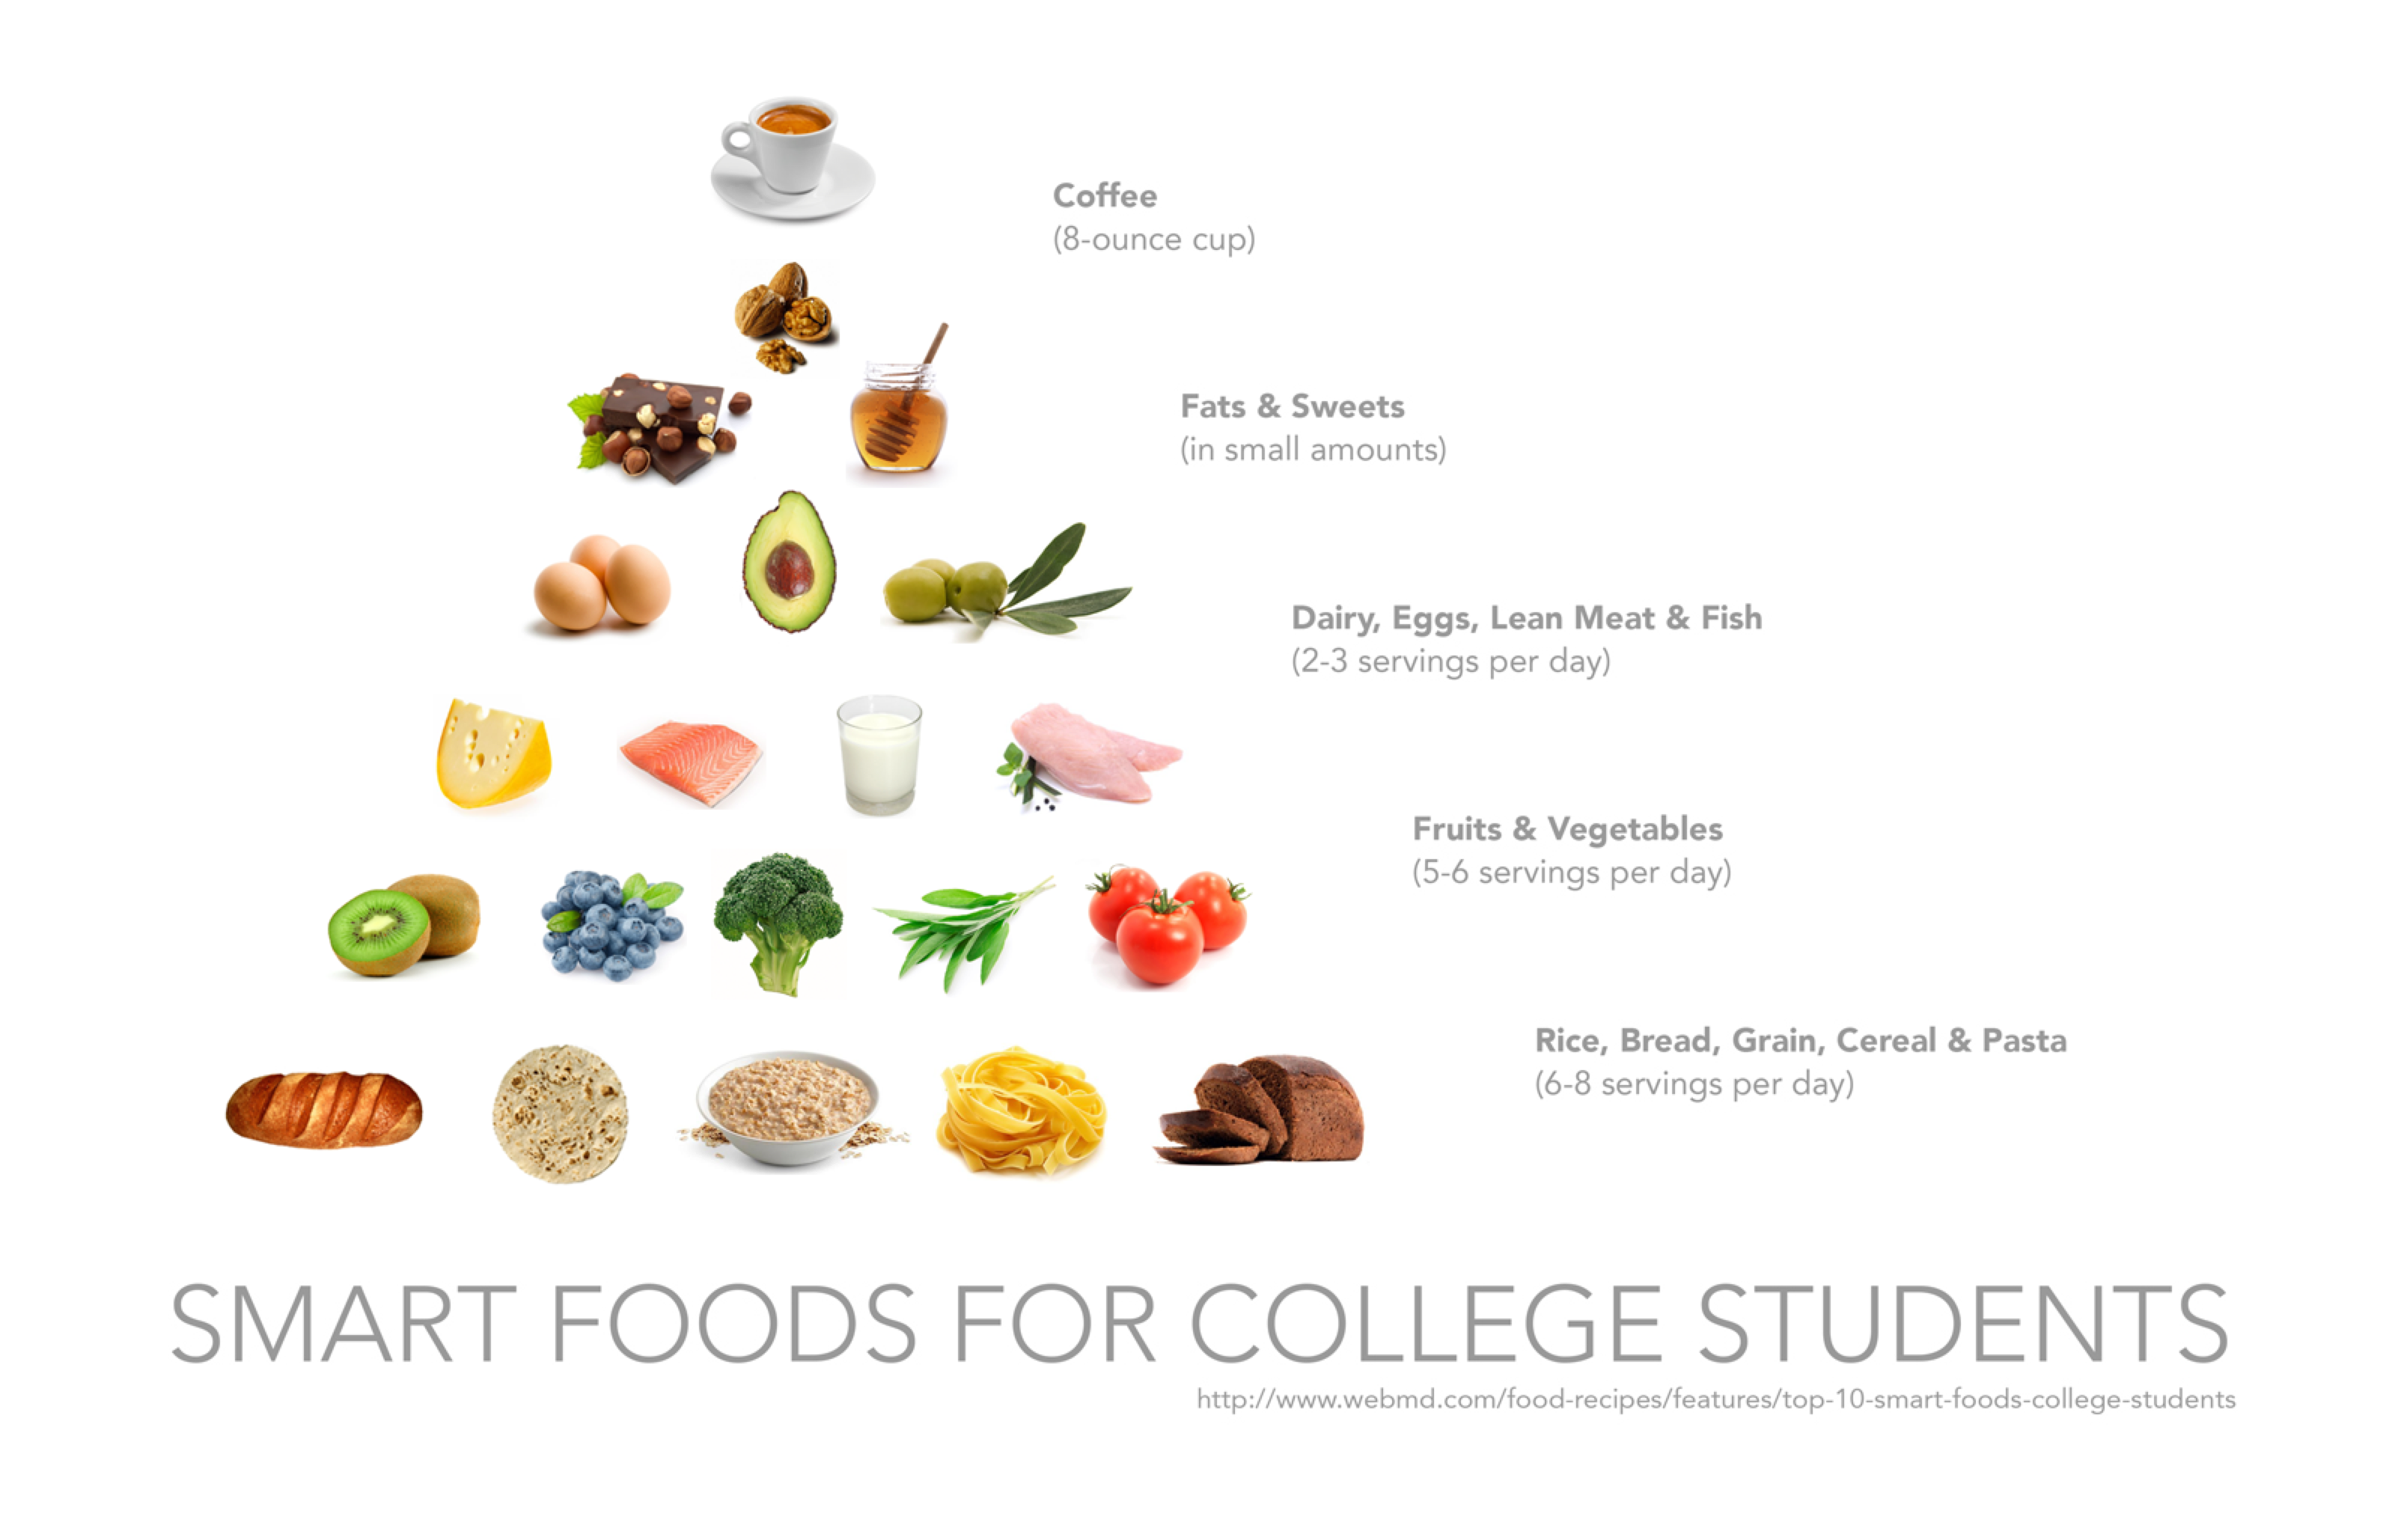 Coffee
(8-ounce cup)
Fats & Sweets
(in small amounts)
Dairy, Eggs, Lean Meat & Fish
(2-3 servings per day)
Fruits & Vegetables
(5-6 servings per day)
Rice, Bread, Grain, Cereal & Pasta
(6-8 servings per day)
SMART FOODS FOR COLLEGE STUDENTS
http://www.webmd.com/food-recipes/features/top-10-smart-foods-college-students